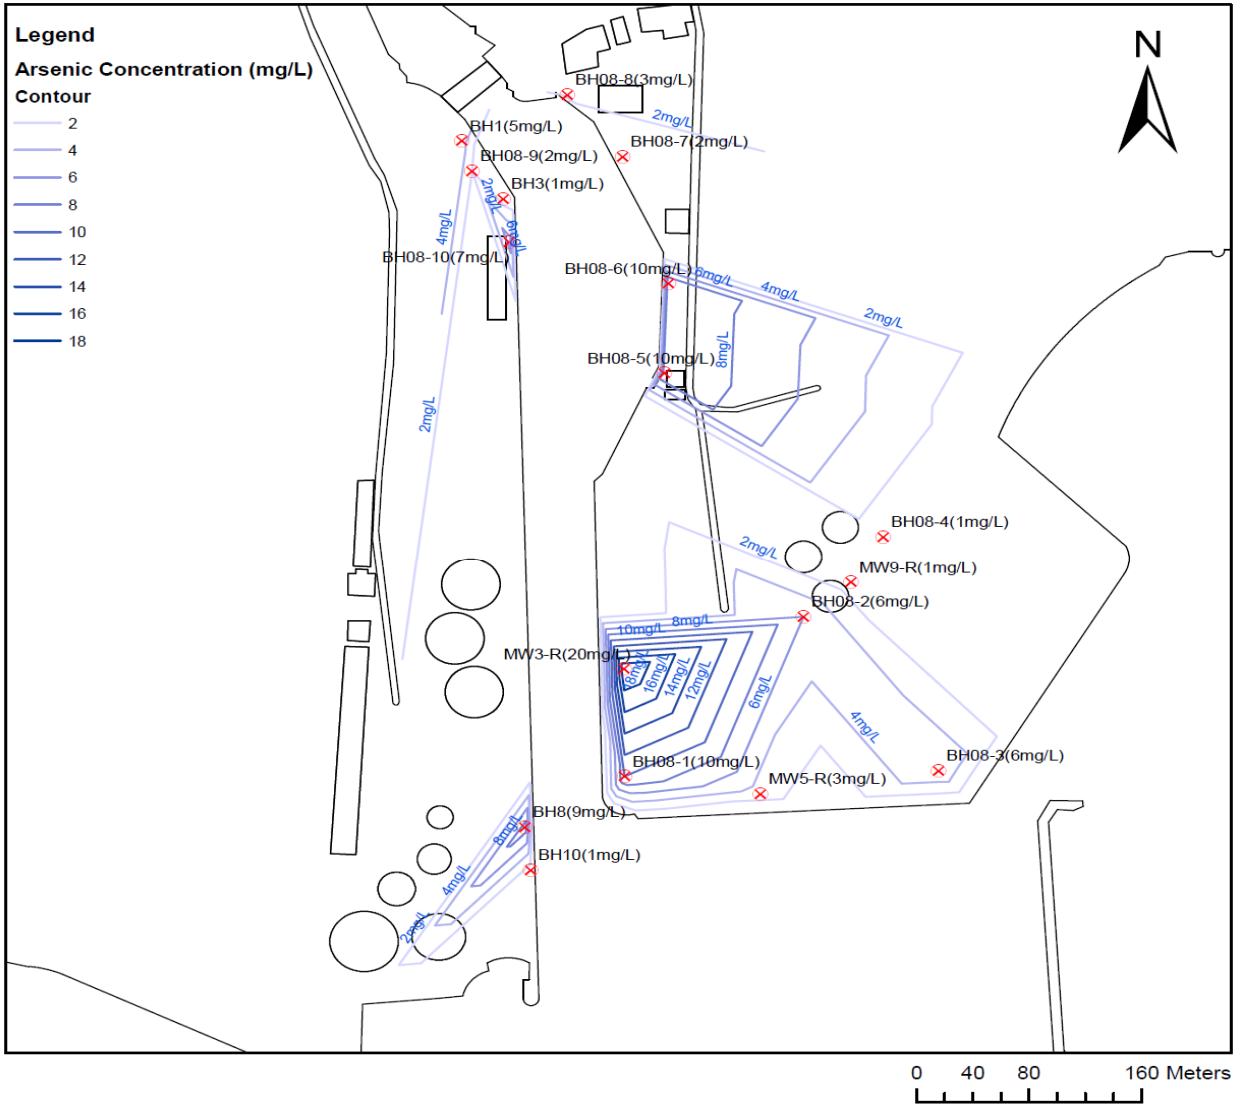 Legend
Arsenic Concentration (mg/L)
Contour
2
4
6
8
10
12
14
16
18
N
BH08-8(3mg/L)
2mg/L
BH1(5mg/L)
BH08-7(2mg/L)
BH08-9(2mg/L)
BH3(1mg/L)
2mg/L
4mg/L
6mg/L
BH08-10(7mg/L)
BH08-6(10mg/L)
6mg/L
4mg/L
2mg/L
8mg/L
BH08-5(10mg/L)
2mg/L
BH08-4(1mg/L)
2mg/L
MW9-R(1mg/L)
BH08-2(6mg/L)
8mg/L
10mg/L
MW3-R(20mg/L)
18mg/L
16mg/L
14mg/L
12mg/L
6mg/L
4mg/L
BH08-3(6mg/L)
BH08-1(10mg/L)
MW5-R(3mg/L)
BH8(9mg/L)
8mg/L
BH10(1mg/L)
4mg/L
2mg/L
0 40 80 160 Meters